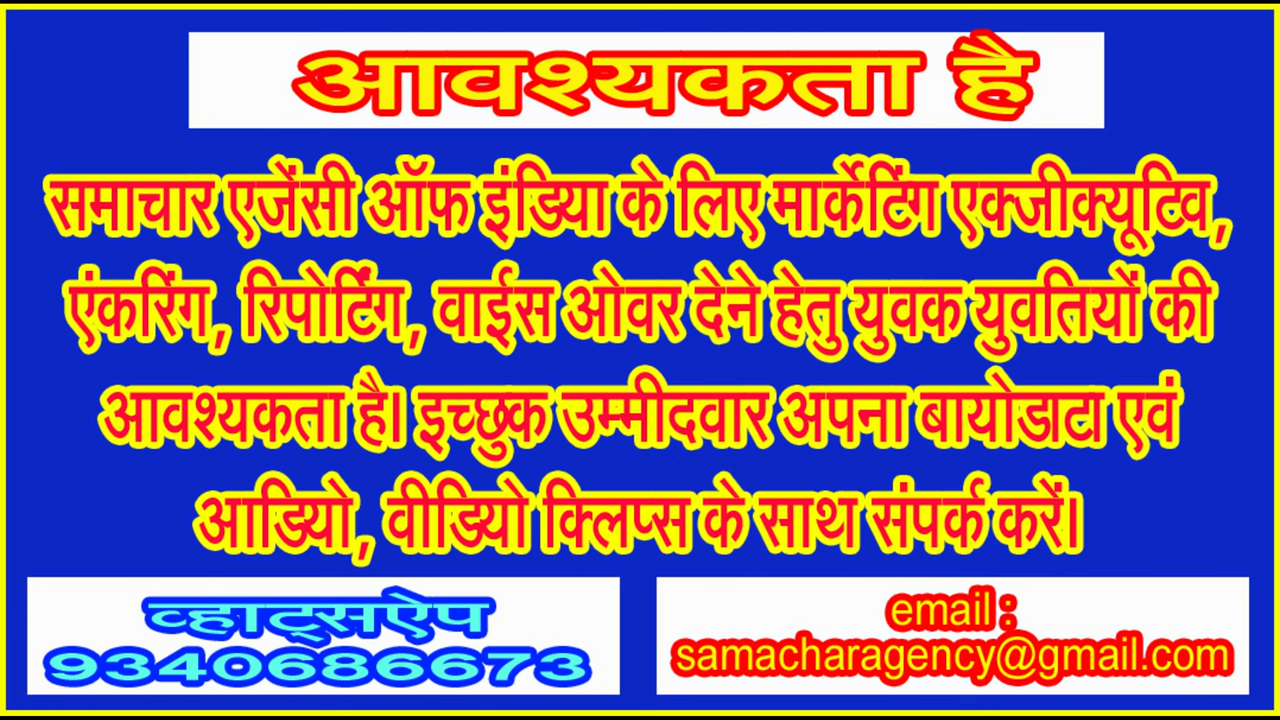 आवश्यकता है
समाचार एजेंसी ऑफ इंडिया के लिए मार्केटिंग एक्जीक्यूटिव,
एंकरिंग, रिपोर्टिंग, वाईस ओवर देने हेतु युवक युवतियों की
आवश्यकता है। इच्छुक उम्मीदवार अपना बायोडाटा एवं
आडियो, वीडियो क्लिप्स के साथ संपर्क करें।
व्हाट्सऐप
9340686673
email :
samacharagency@gmail.com